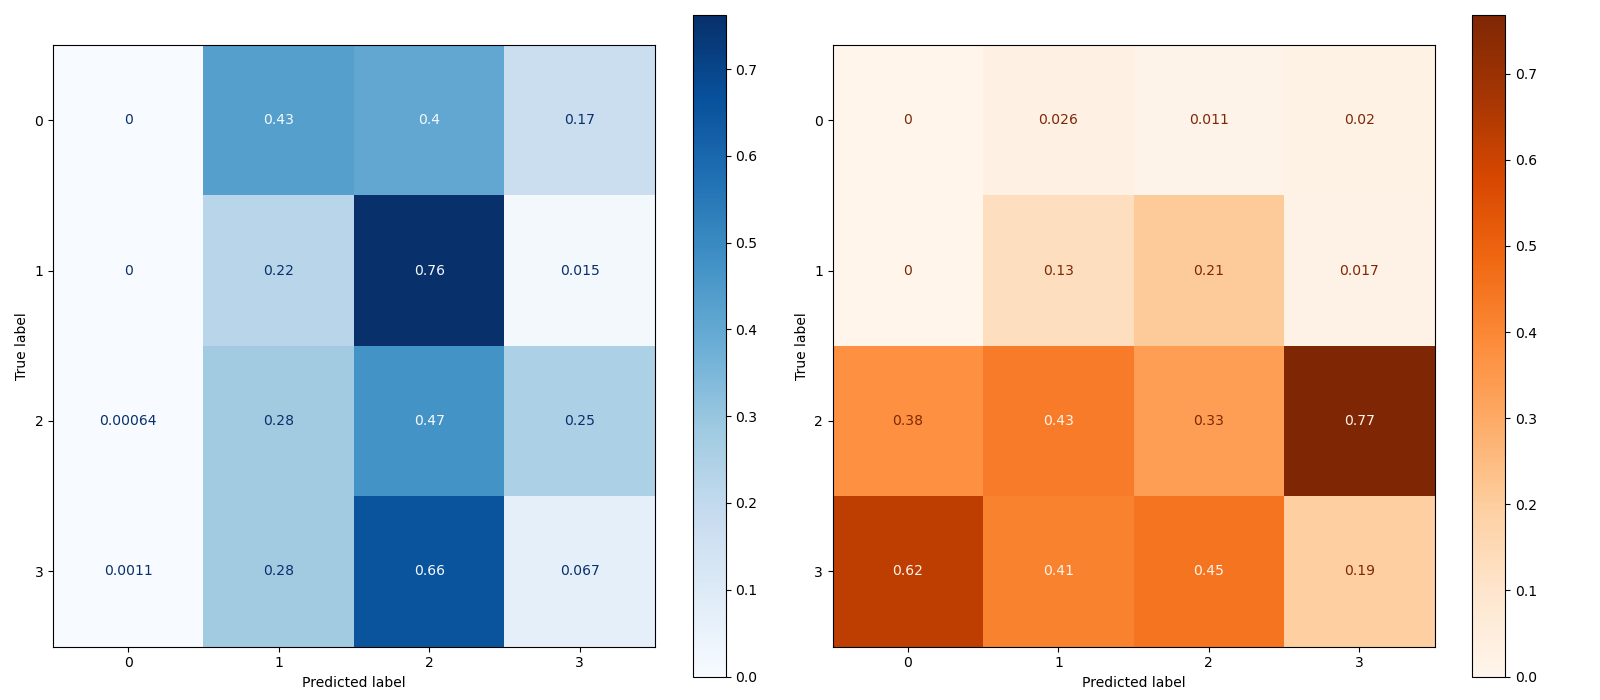 0 0 0.43 0.4 0.17
1 0 0.22 0.76 0.015
2 0.00064 0.28 0.47 0.25
3 0.0011 0.28 0.66 0.067
0 1 2 3
True label
Predicted label
0.7
0.6
0.5
0.4
0.3
0.2
0.1
0.0
0 0 0.026 0.011 0.02
1 0 0.13 0.21 0.017
2 0.38 0.43 0.33 0.77
3 0.62 0.41 0.45 0.19
0 1 2 3
True label
Predicted label
0.7
0.6
0.5
0.4
0.3
0.2
0.1
0.0